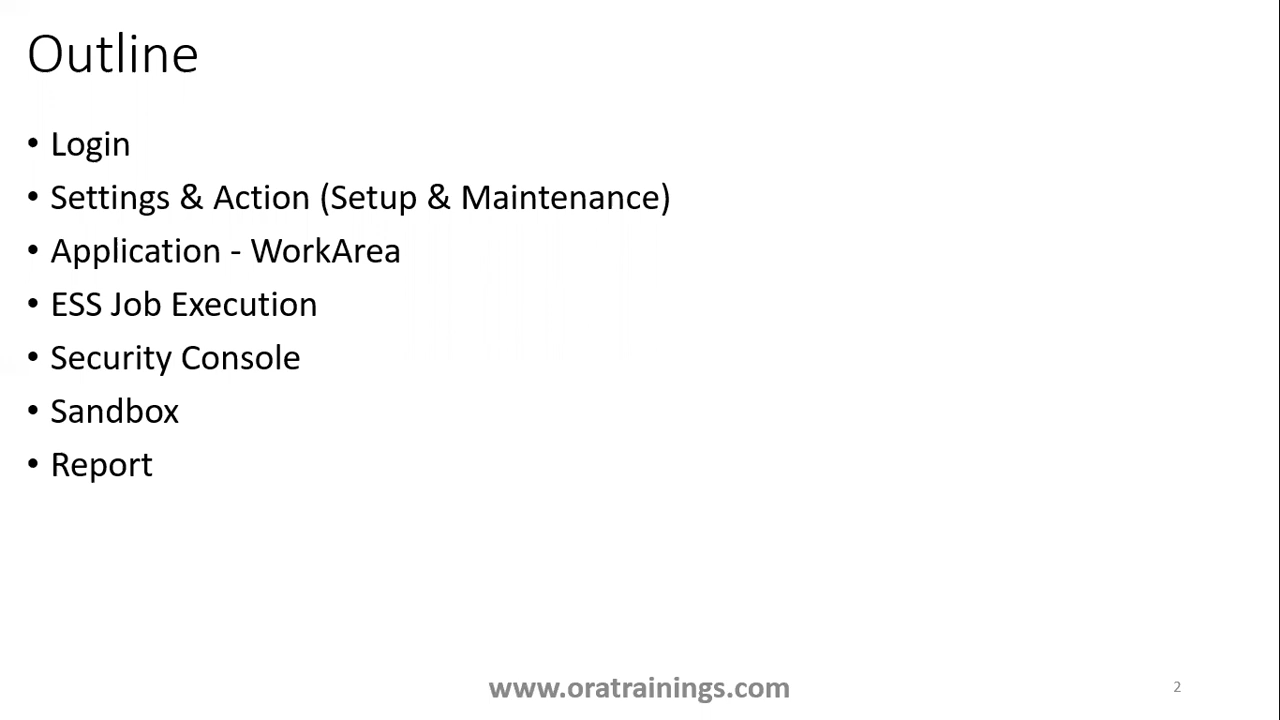 Outline
• Login
• Settings & Action (Setup & Maintenance)
• Application - WorkArea
• ESS Job Execution
• Security Console
• Sandbox
• Report
www.oratrainings.com
2